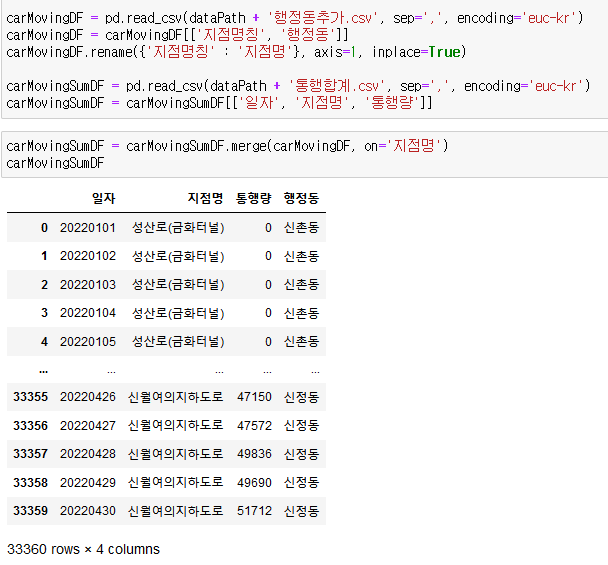 carMovingDF = pd.read_csv(dataPath + '행정동추가.csv', sep=',', encoding='euc-kr')
carMovingDF = carMovingDF[['지점명칭', '행정동']]
carMovingDF.rename({'지점명칭' : '지점명'}, axis=1, inplace=True)
carMovingSumDF = pd.read_csv(dataPath + '통행합계.csv', sep=',', encoding='euc-kr')
carMovingSumDF = carMovingSumDF[['일자', '지점명', '통행량']]
carMovingSumDF = carMovingSumDF.merge(carMovingDF, on='지점명')
carMovingSumDF
일자 지점명 통행량 행정동
0 20220101 성산로(금화터널) 0 신촌동
1 20220102 성산로(금화터널) 0 신촌동
2 20220103 성산로(금화터널) 0 신촌동
3 20220104 성산로(금화터널) 0 신촌동
4 20220105 성산로(금화터널) 0 신촌동
... ... ... ... ...
33355 20220426 신월여의지하도로 47150 신정동
33356 20220427 신월여의지하도로 47572 신정동
33357 20220428 신월여의지하도로 49836 신정동
33358 20220429 신월여의지하도로 49690 신정동
33359 20220430 신월여의지하도로 51712 신정동
33360 rows × 4 columns